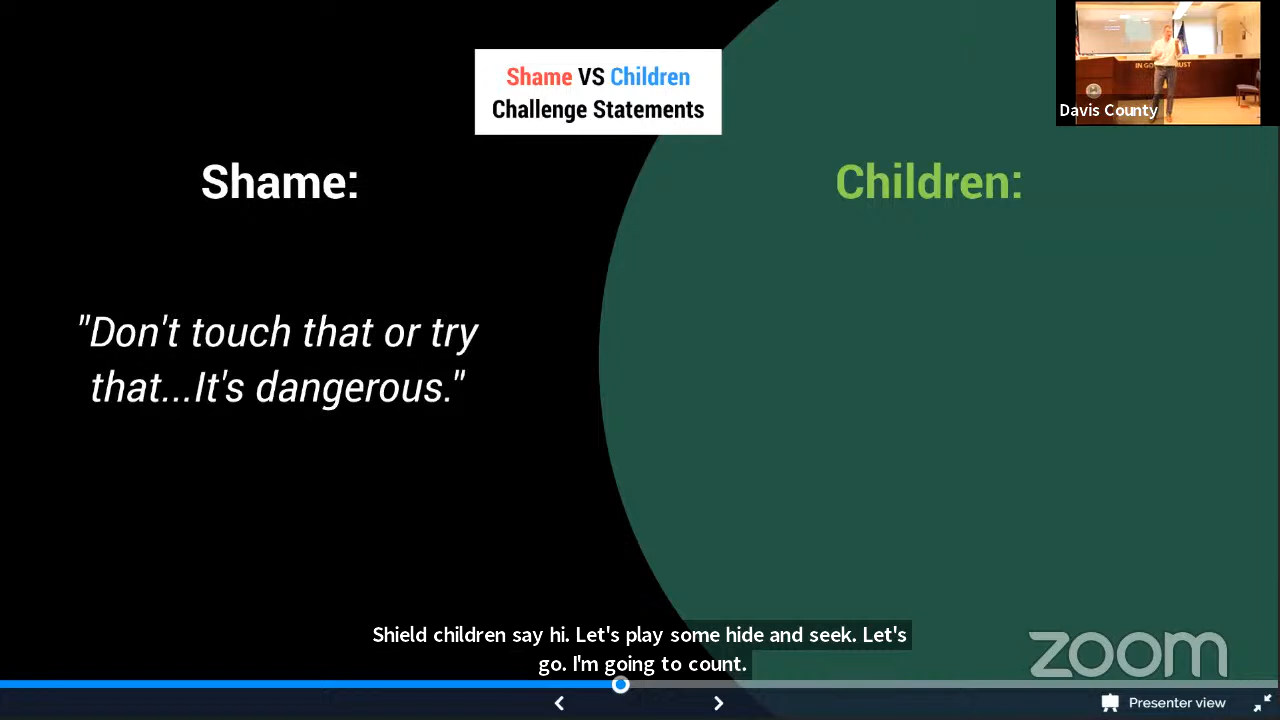 Shame VS Children
Challenge Statements
Davis County
Shame:
Children:
"Don't touch that or try
that...It's dangerous."
Shield children say hi. Let's play some hide and seek. Let's
go. I'm going to count.
zoom
Presenter view